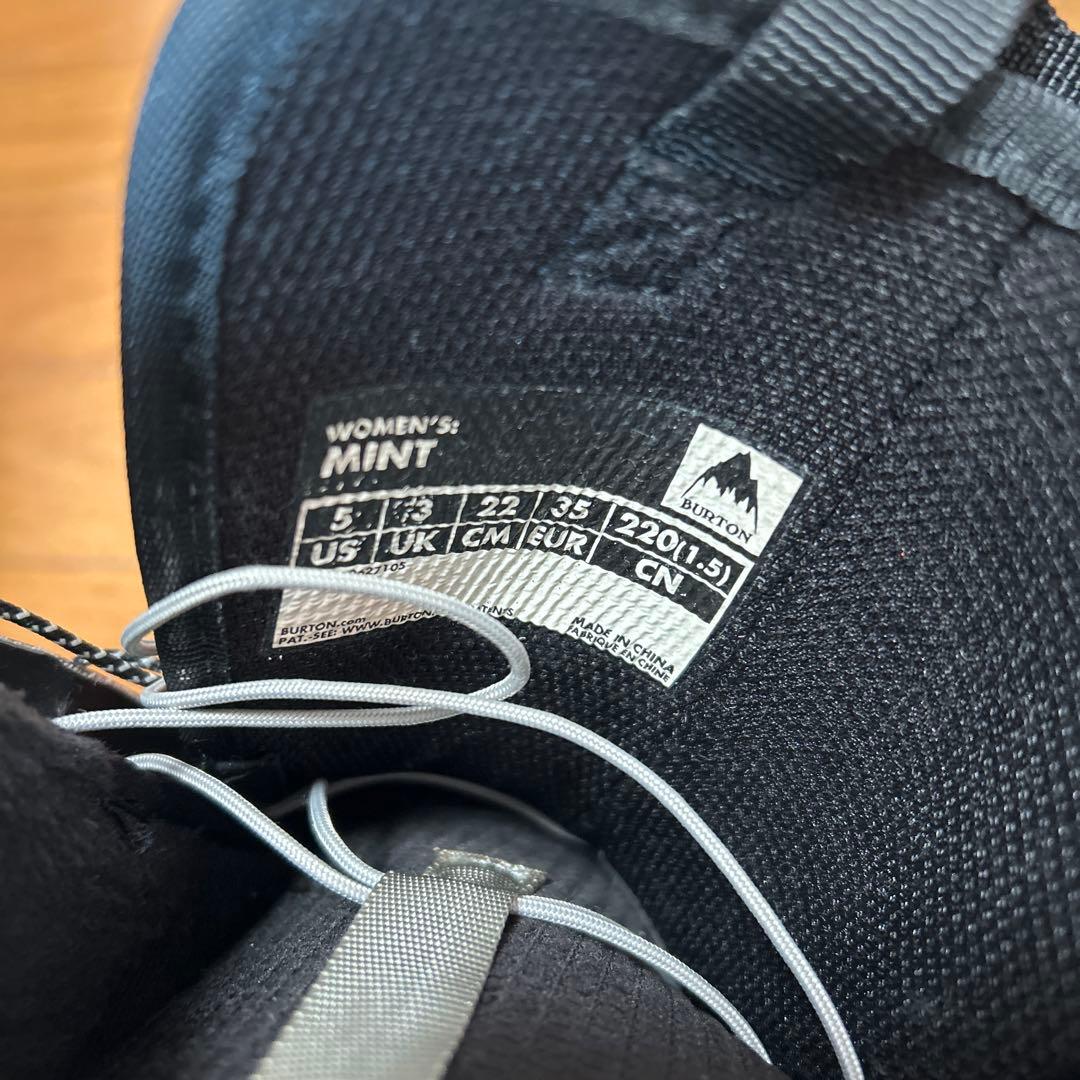 WOMEN'S:
MINT
BURTON
5 3 22 35 220(1.5)
US UK CM EUR CN
BURTON.com
PAT.-SEE: WWW.BURTON.
MADE IN CHINA
FABRIQUÉ EN CHINE